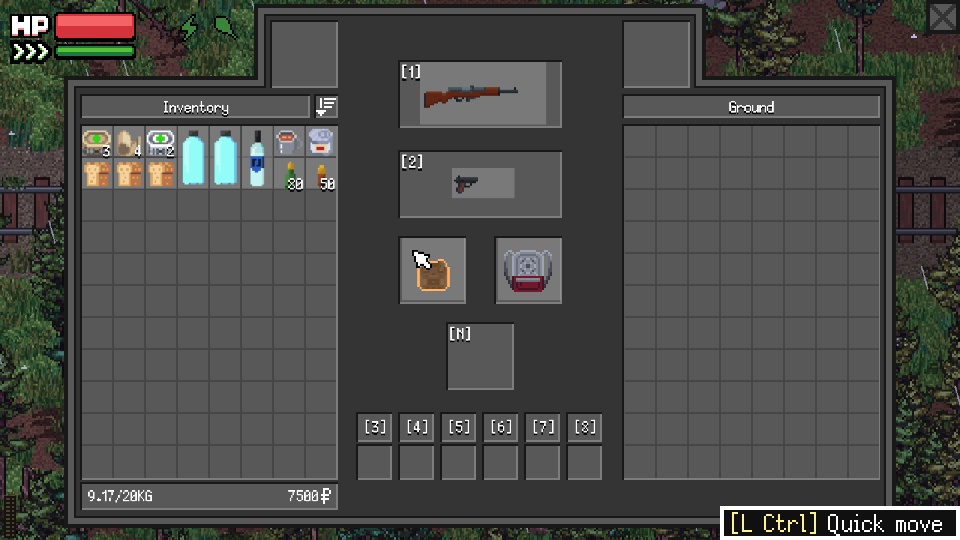 HP
>>>
Inventory
Ground
[1]
[2]
[N]
3
4
2
80
50
[3] [4] [5] [6] [7] [8]
9.17/20KG 7500₽
[L Ctrl] Quick move